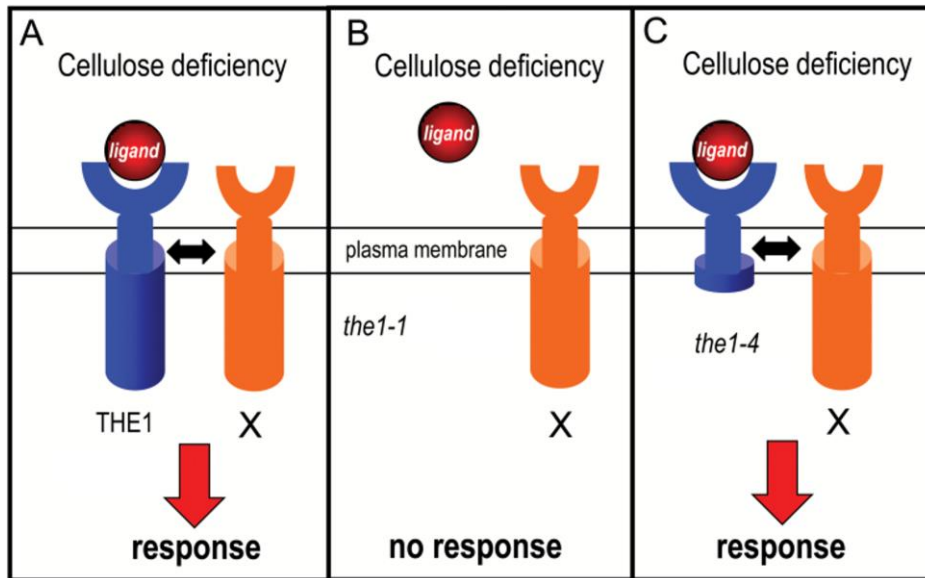 A
Cellulose deficiency
ligand
THE1
X
response
B
Cellulose deficiency
ligand
plasma membrane
the1-1
X
no response
C
Cellulose deficiency
ligand
the1-4
X
response